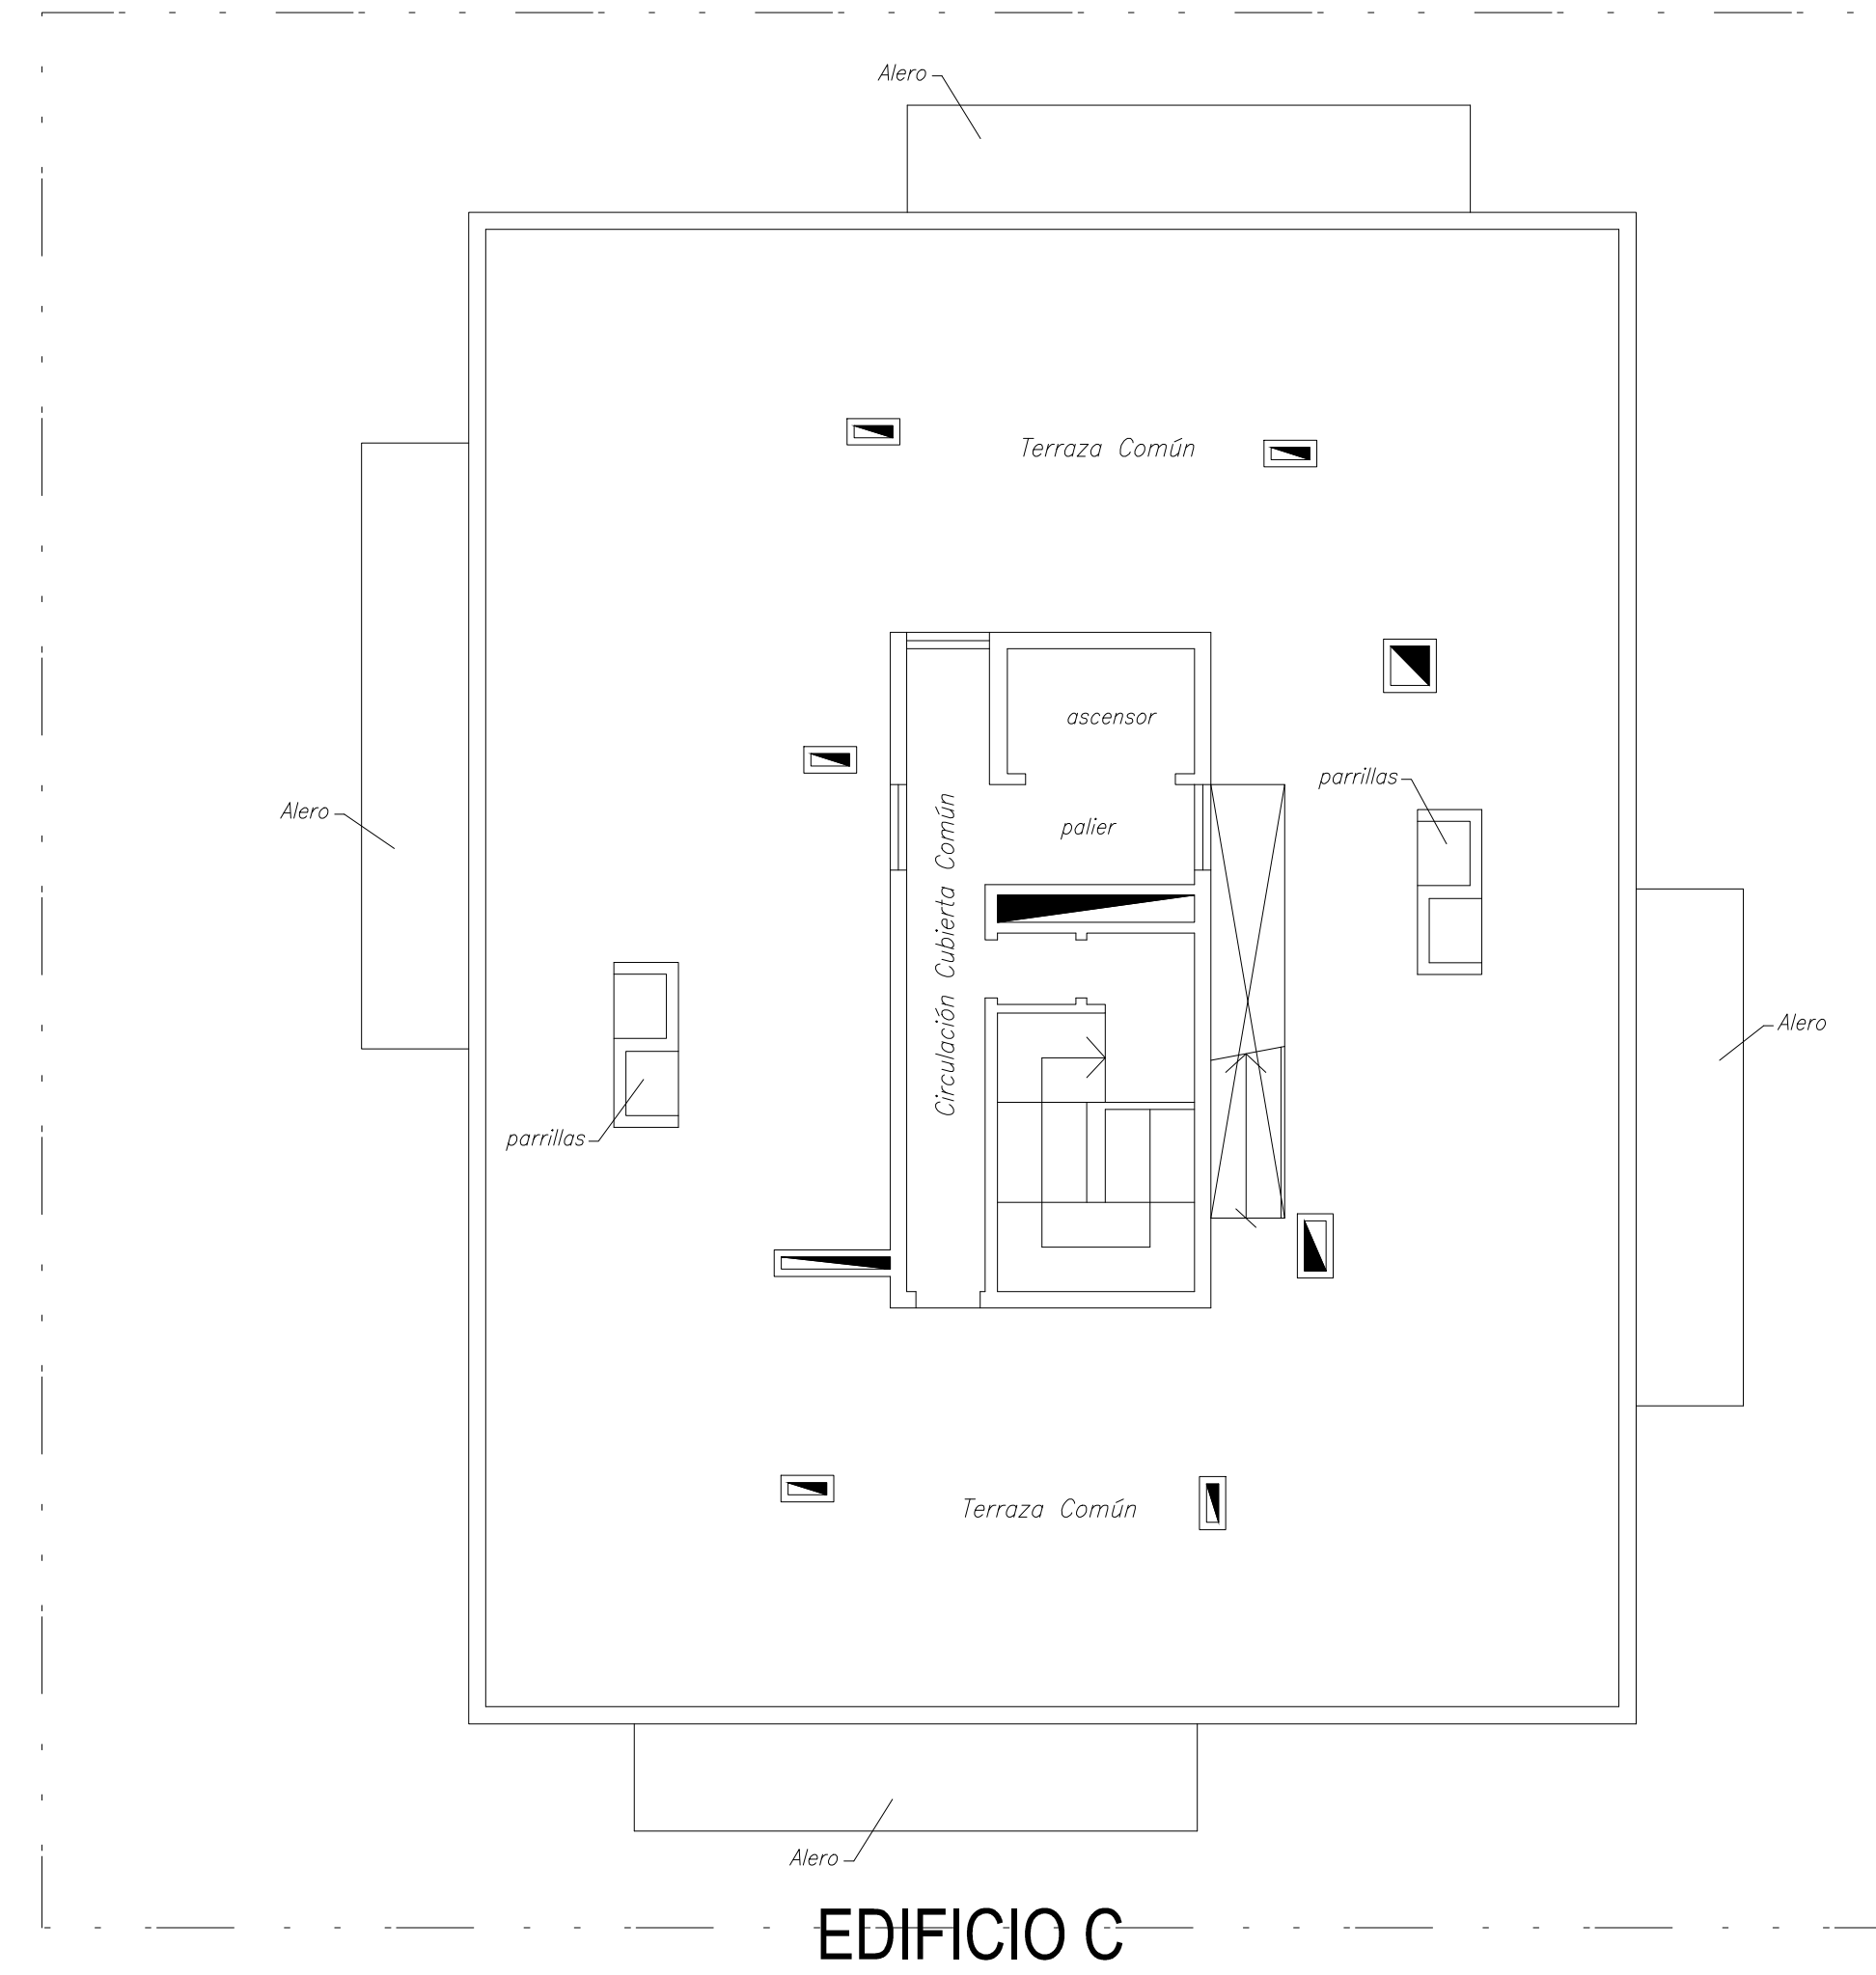 Alero
Terraza Común
ascensor
parrillas
Alero
palier
Circulación Cubierta Común
Alero
parrillas
Terraza Común
Alero
EDIFICIO C